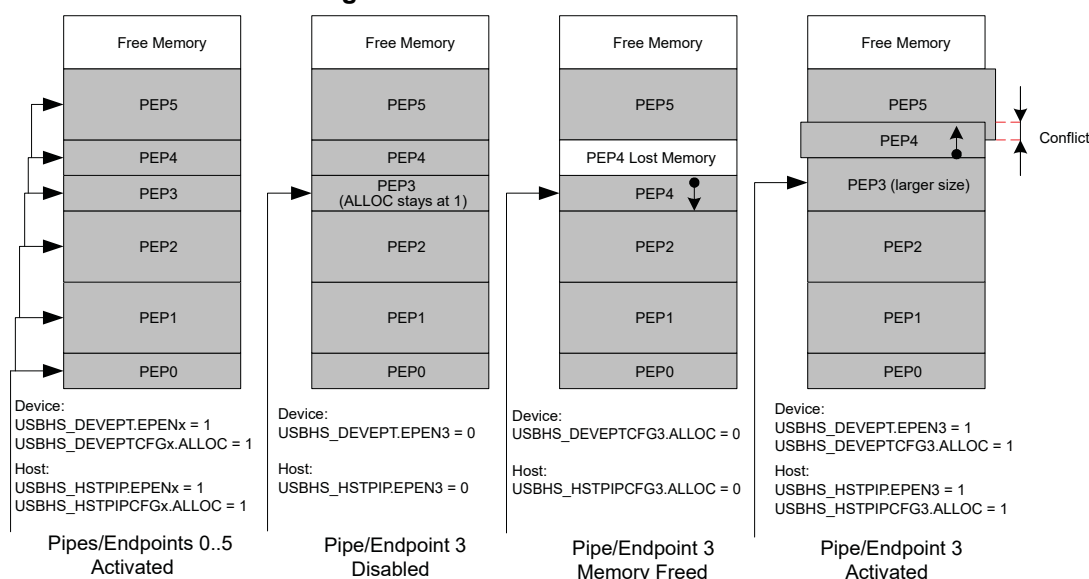 Free Memory
PEP5
PEP4
PEP3
PEP2
PEP1
PEP0
Device:
USBHS_DEVEPT.EPENx = 1
USBHS_DEVEPTCFGx.ALLOC = 1
Host:
USBHS_HSTPIP.EPENx = 1
USBHS_HSTPIPCFGx.ALLOC = 1
Pipes/Endpoints 0..5
Activated
Free Memory
PEP5
PEP4
PEP3
(ALLOC stays at 1)
PEP2
PEP1
PEP0
Device:
USBHS_DEVEPT.EPEN3 = 0
Host:
USBHS_HSTPIP.EPEN3 = 0
Pipe/Endpoint 3
Disabled
Free Memory
PEP5
PEP4 Lost Memory
PEP4
PEP2
PEP1
PEP0
Device:
USBHS_DEVEPTCFG3.ALLOC = 0
Host:
USBHS_HSTPIPCFG3.ALLOC = 0
Pipe/Endpoint 3
Memory Freed
Free Memory
PEP5
PEP4
Conflict
PEP3 (larger size)
PEP2
PEP1
PEP0
Device:
USBHS_DEVEPT.EPEN3 = 1
USBHS_DEVEPTCFG3.ALLOC = 1
Host:
USBHS_HSTPIP.EPEN3 = 1
USBHS_HSTPIPCFG3.ALLOC = 1
Pipe/Endpoint 3
Activated